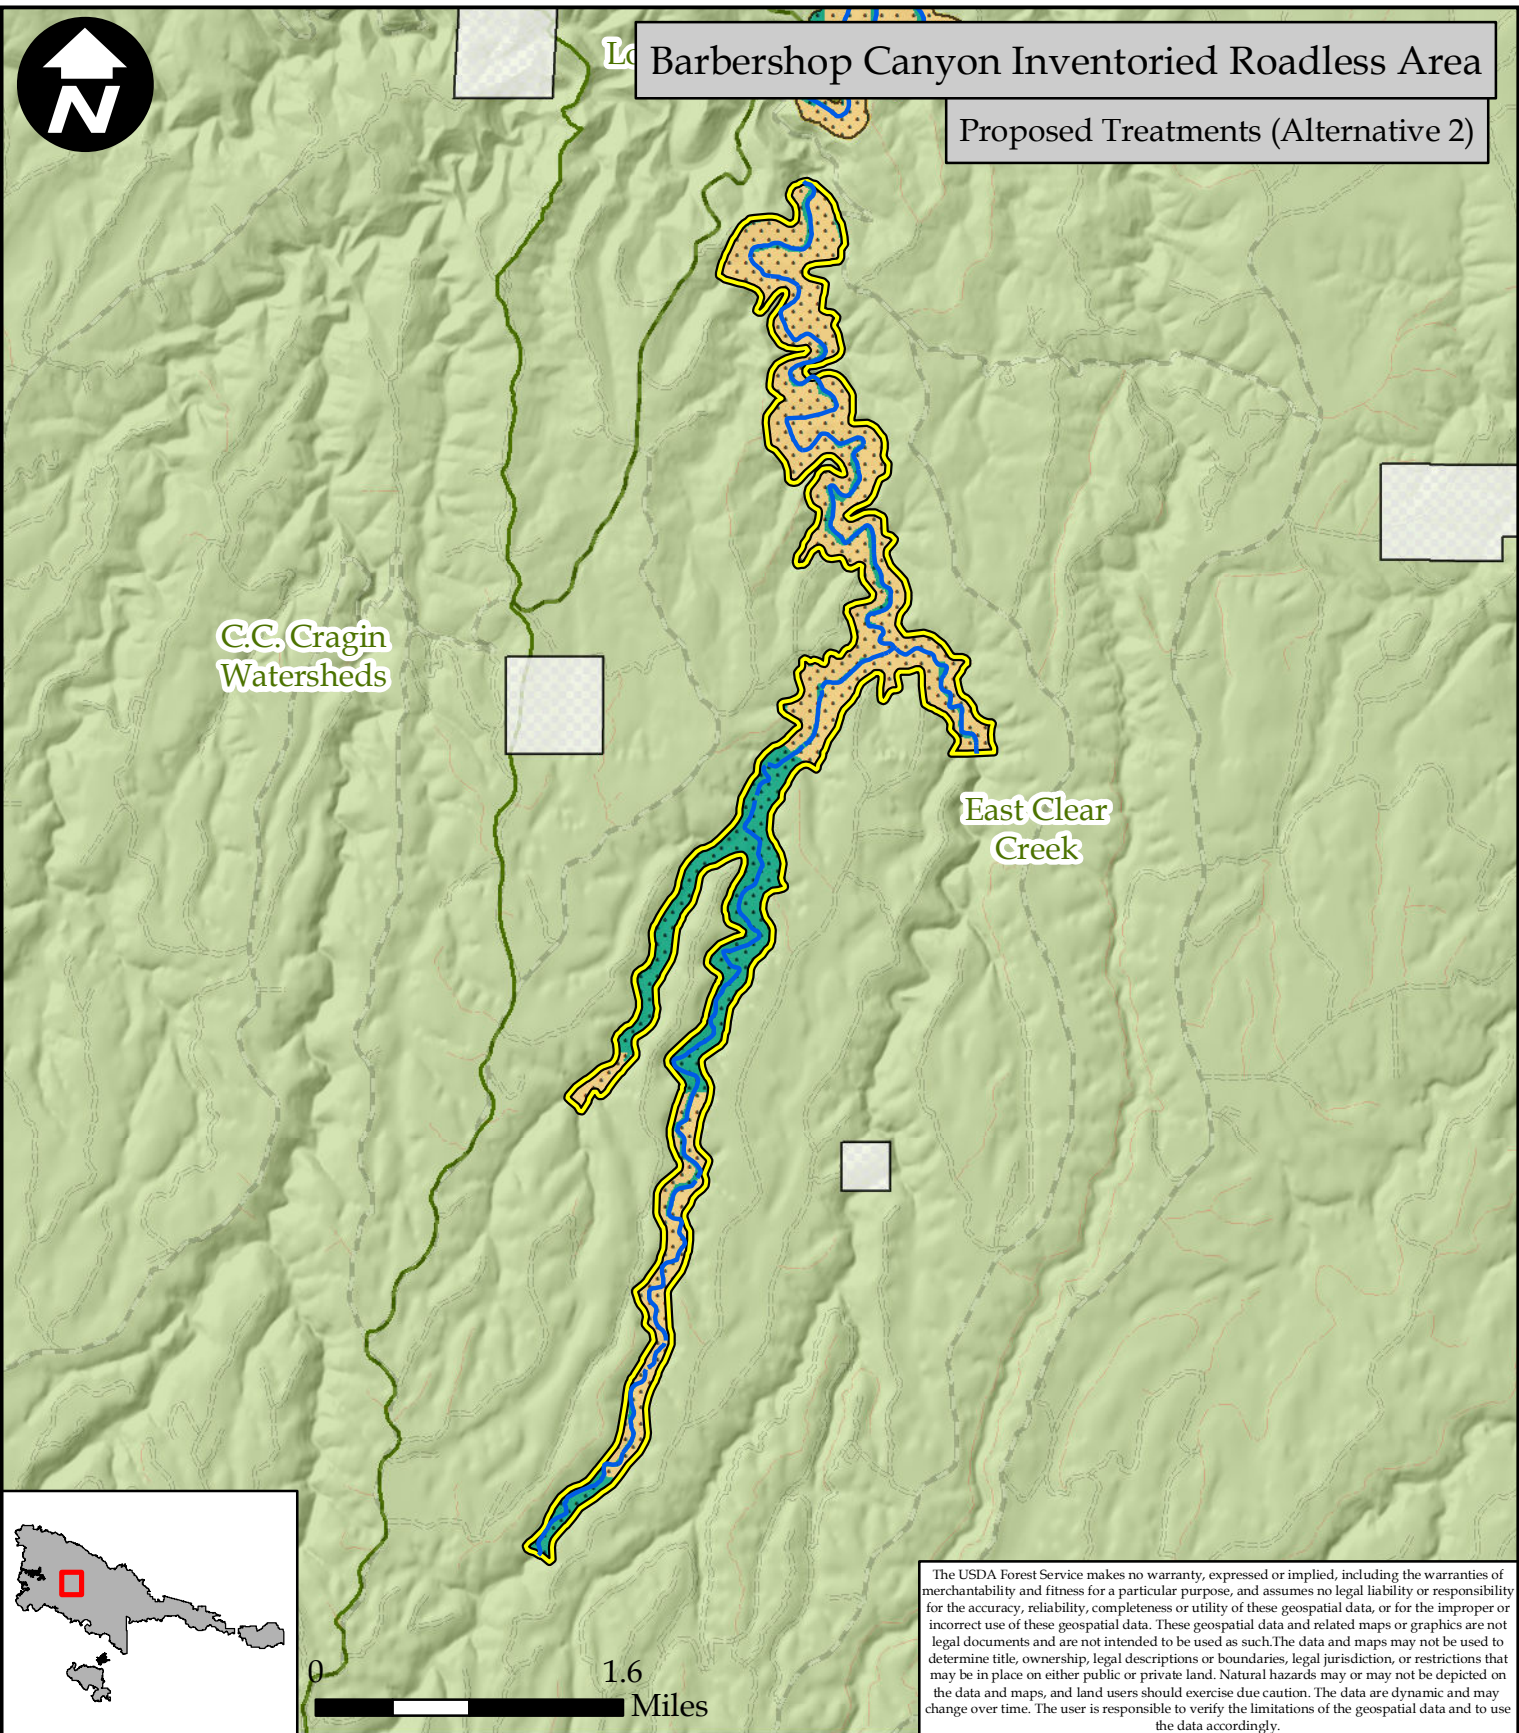 N
Lo
Barbershop Canyon Inventoried Roadless Area
Proposed Treatments (Alternative 2)
C.C. Cragin
Watersheds
East Clear
Creek
0 1.6
Miles
The USDA Forest Service makes no warranty, expressed or implied, including the warranties of
merchantability and fitness for a particular purpose, and assumes no legal liability or responsibility
for the accuracy, reliability, completeness or utility of these geospatial data, or for the improper or
incorrect use of these geospatial data. These geospatial data and related maps or graphics are not
legal documents and are not intended to be used as such.The data and maps may not be used to
determine title, ownership, legal descriptions or boundaries, legal jurisdiction, or restrictions that
may be in place on either public or private land. Natural hazards may or may not be depicted on
the data and maps, and land users should exercise due caution. The data are dynamic and may
change over time. The user is responsible to verify the limitations of the geospatial data and to use
the data accordingly.